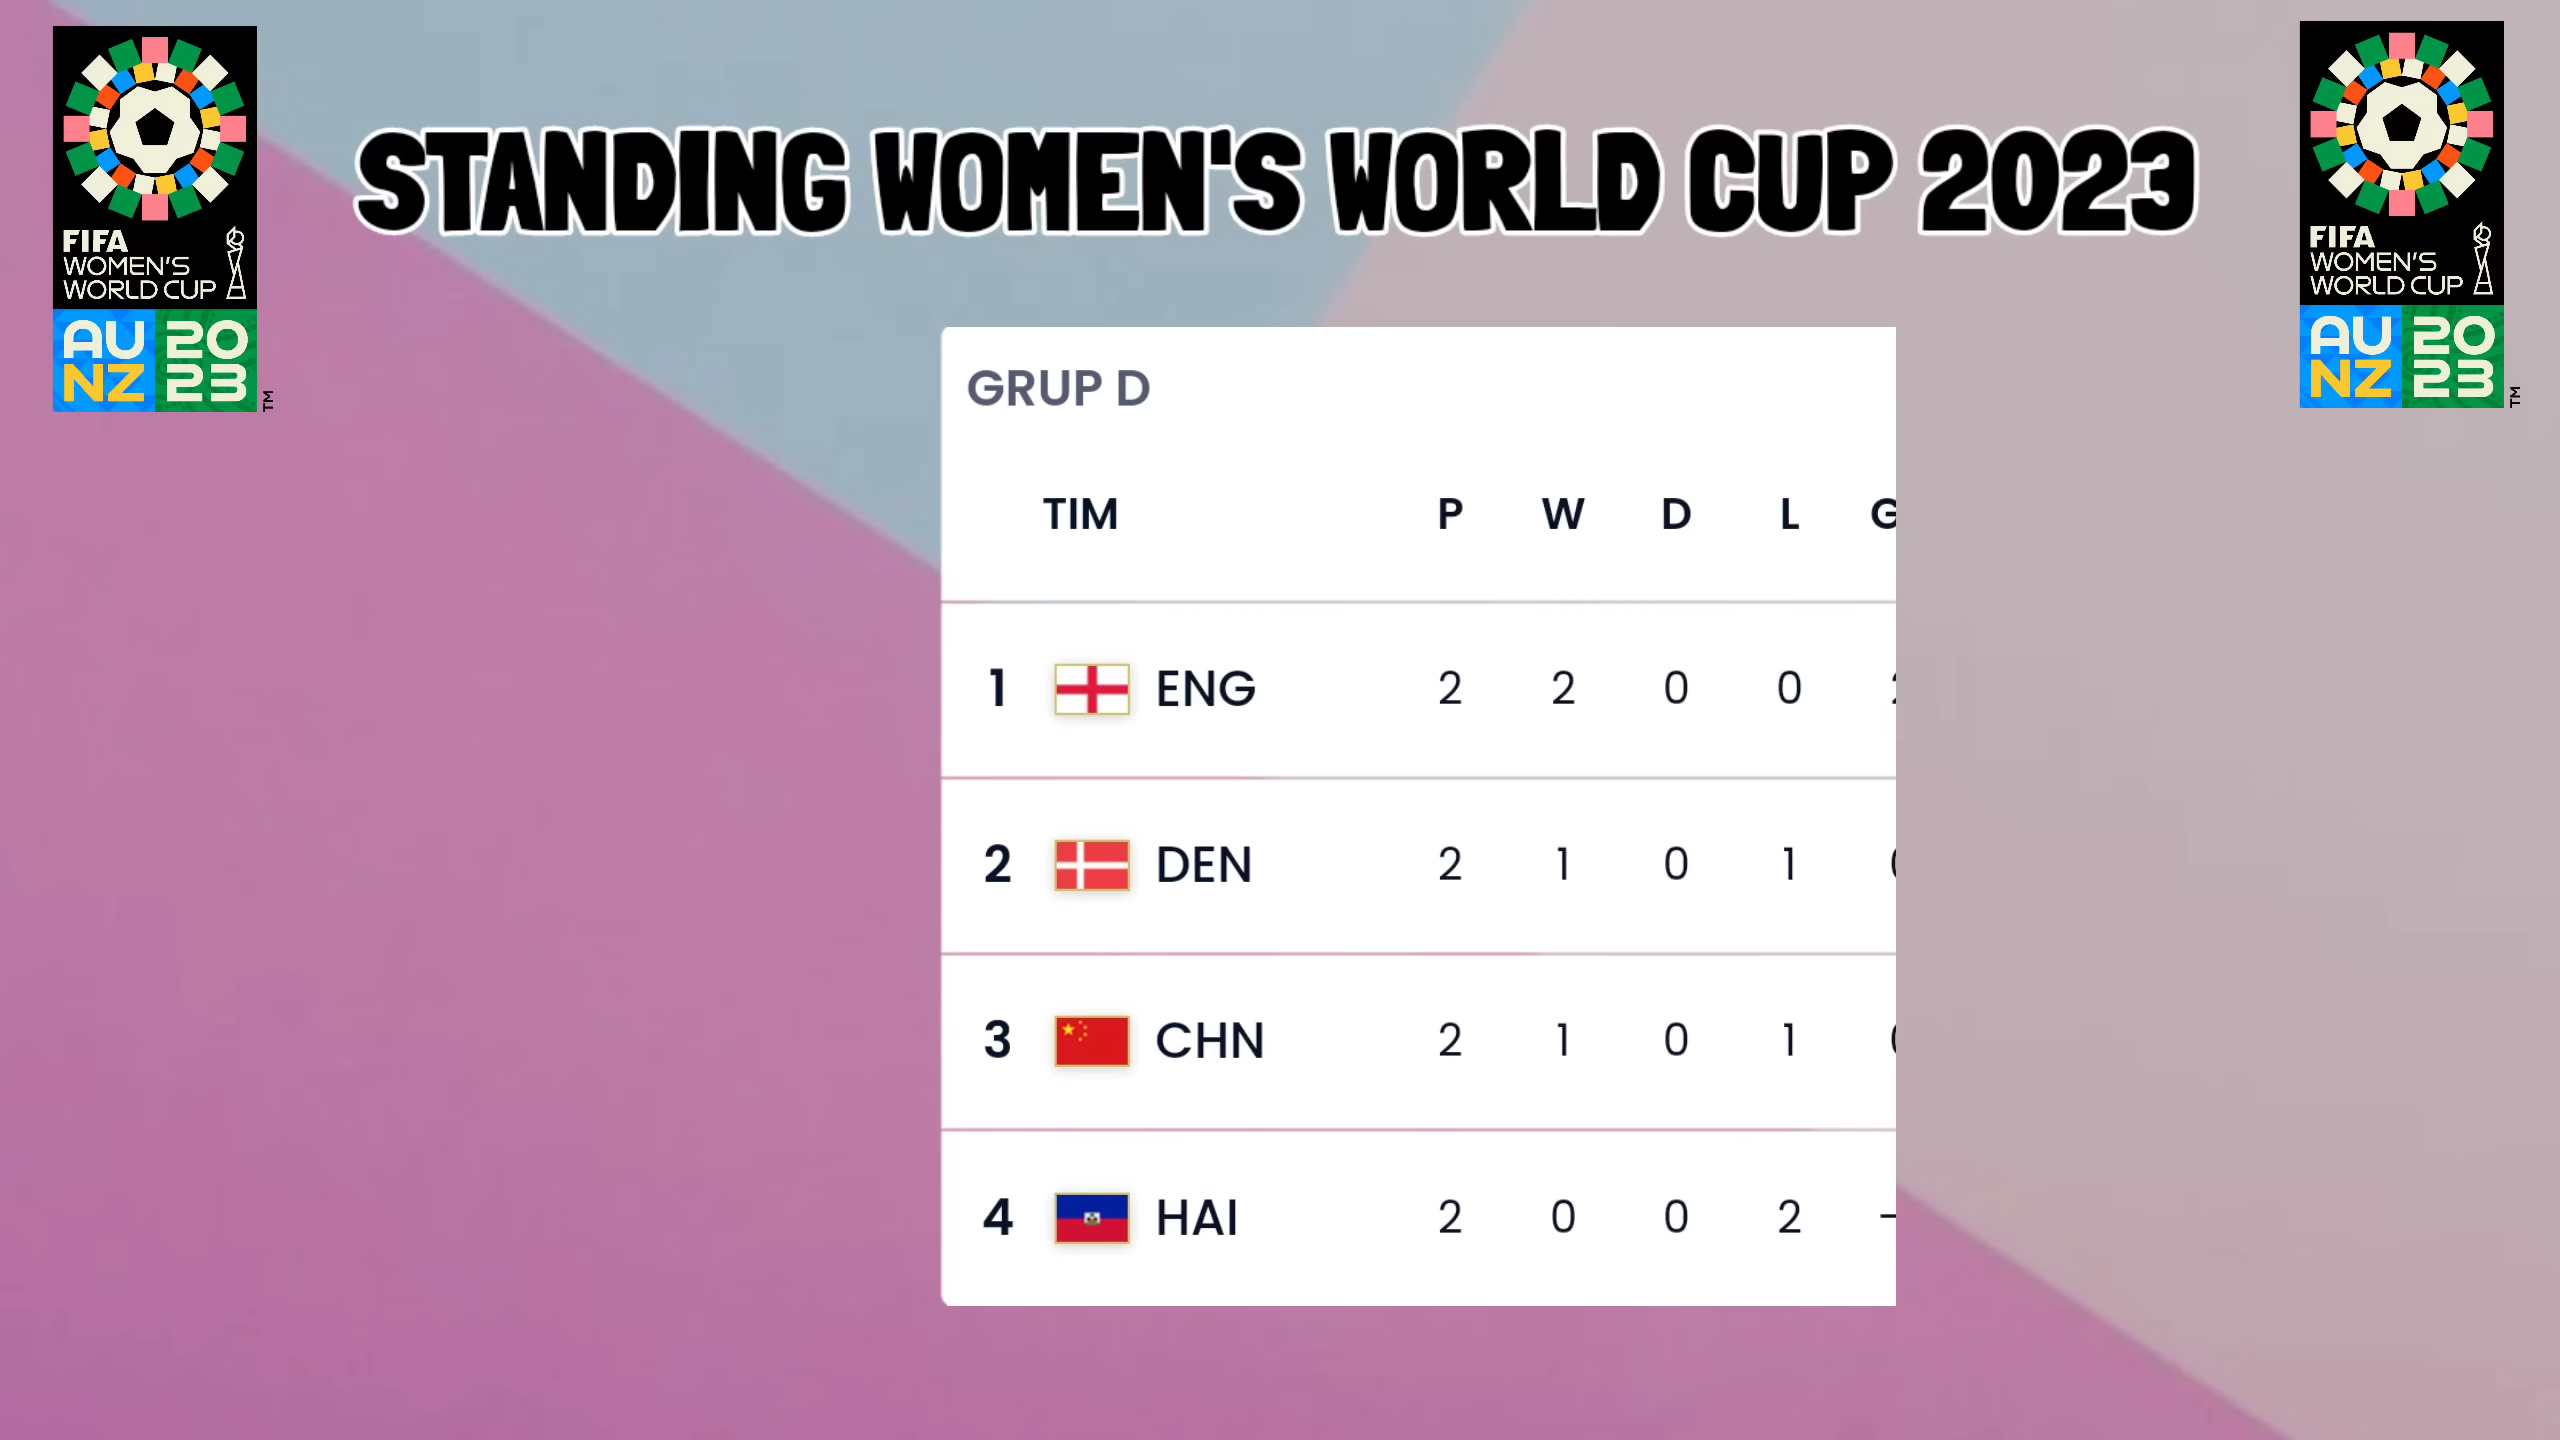 FIFA
WOMEN'S
WORLD CUP
AU 20
NZ 23
TM
STANDING WOMEN'S WORLD CUP 2023
FIFA
WOMEN'S
WORLD CUP
AU 20
NZ 23
TM
GRUP D
TIM P W D L
1 ENG 2 2 0 0
2 DEN 2 1 0 1
3 CHN 2 1 0 1
4 HAI 2 0 0 2